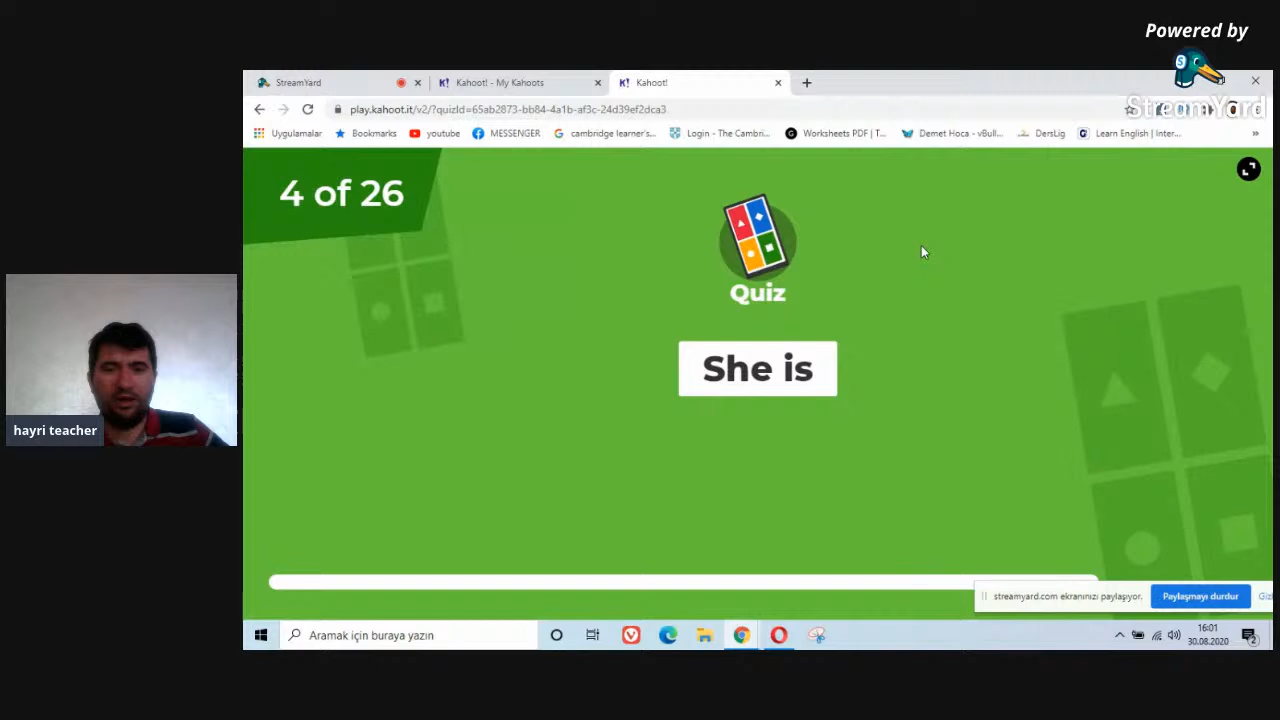 Powered by
StreamYard
StreamYard
Kahoot! - My Kahoots
Kahoot!
play.kahoot.it/v2/?quizId=65ab2873-bb84-4a1b-af3c-24d39ef2dca3
Uygulamalar
Bookmarks
youtube
MESSENGER
cambridge learner's...
Login - The Cambri...
Worksheets PDF | T...
Demet Hoca - vBull...
DersLig
Learn English | Inter...
»
4 of 26
Quiz
She is
hayri teacher
streamyard.com ekranınızı paylaşıyor.
Paylaşmayı durdur
Aramak için buraya yazın
16:01
30.08.2020
2